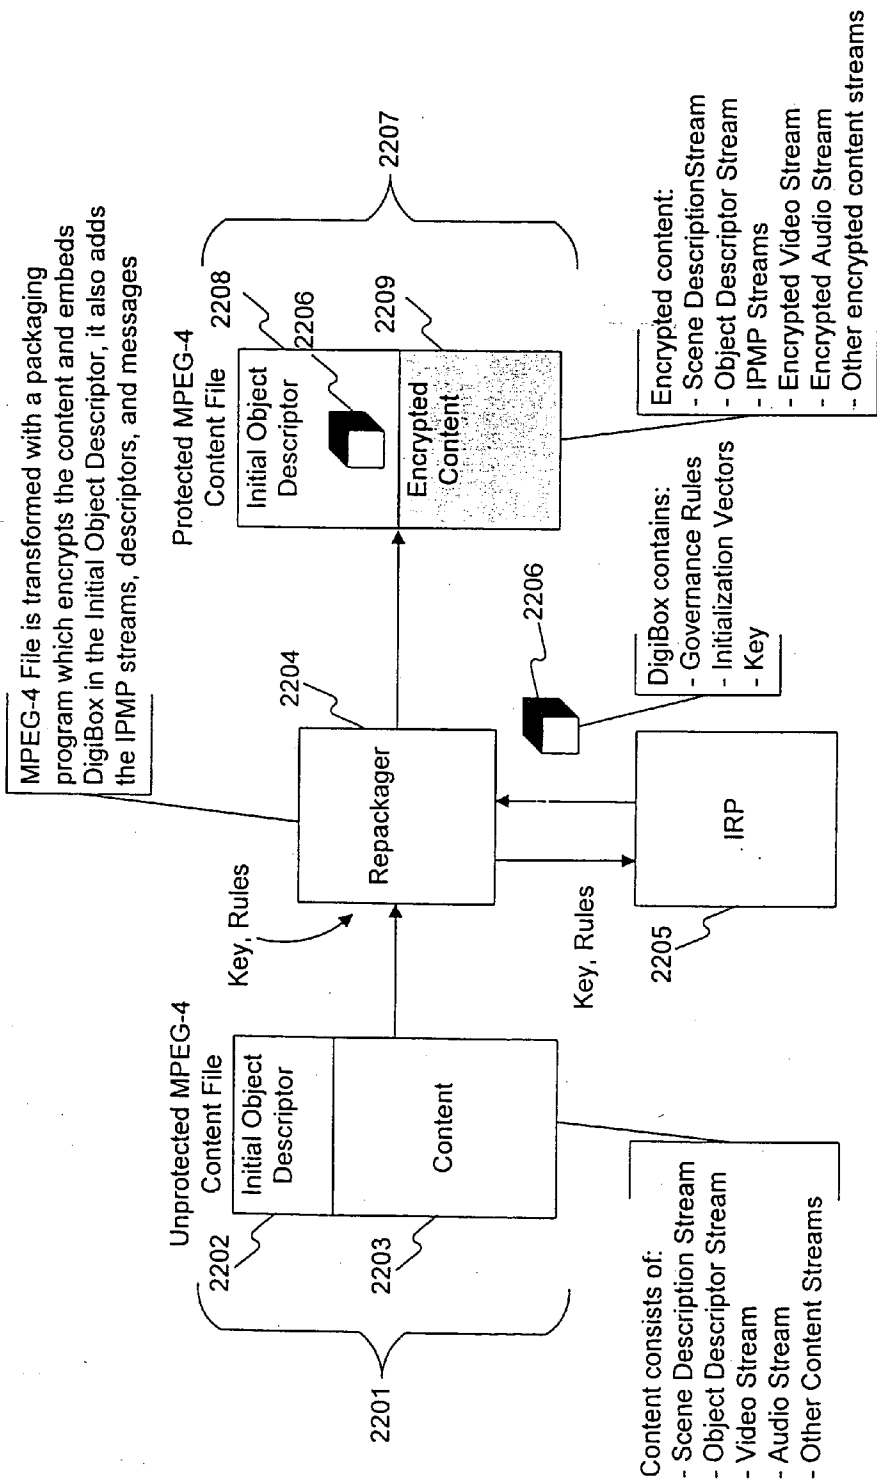 MPEG-4 File is transformed with a packaging
program which encrypts the content and embeds
DigiBox in the Initial Object Descriptor, it also adds
the IPMP streams, descriptors, and messages
Unprotected MPEG-4
Content File
Initial Object
Descriptor
Content
2202
2203
2201
Content consists of:
- Scene Description Stream
- Object Descriptor Stream
- Video Stream
- Audio Stream
- Other Content Streams
Key, Rules
Repackager
2204
Key, Rules
IRP
2205
2206
DigiBox contains:
- Governance Rules
- Initialization Vectors
- Key
Protected MPEG-4
Content File
Initial Object
Descriptor
Encrypted
Content
2208
2206
2209
2207
Encrypted content:
- Scene DescriptionStream
- Object Descriptor Stream
- IPMP Streams
- Encrypted Video Stream
- Encrypted Audio Stream
- Other encrypted content streams